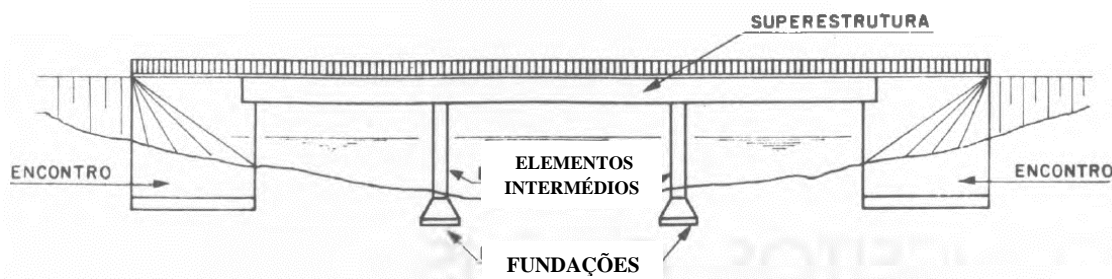 SUPERESTRUTURA
ELEMENTOS
INTERMÉDIOS
ENCONTRO
ENCONTRO
FUNDAÇÕES